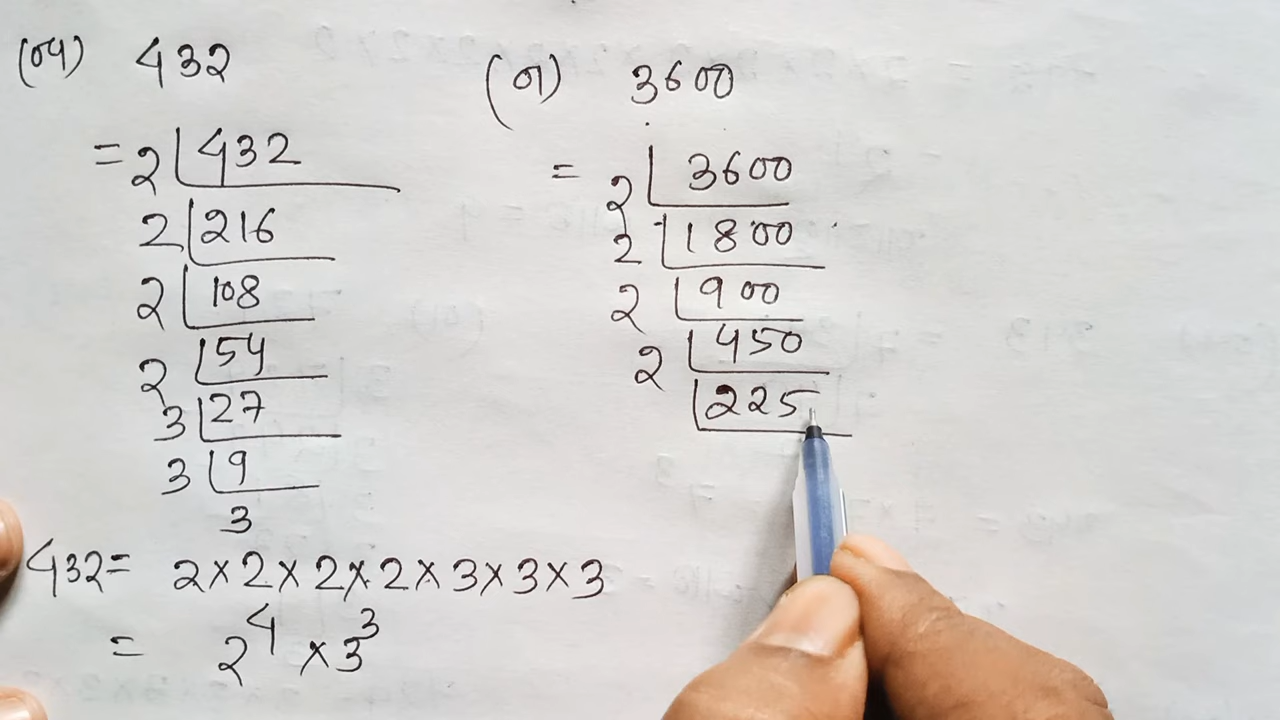 (খ) 432
= 2 | 432
2 | 216
2 | 108
2 | 54
3 | 27
3 | 9
3
432 = 2 × 2 × 2 × 2 × 3 × 3 × 3
= 2⁴ × 3³
(গ) 3600
= 2 | 3600
2 | 1800
2 | 900
2 | 450
225